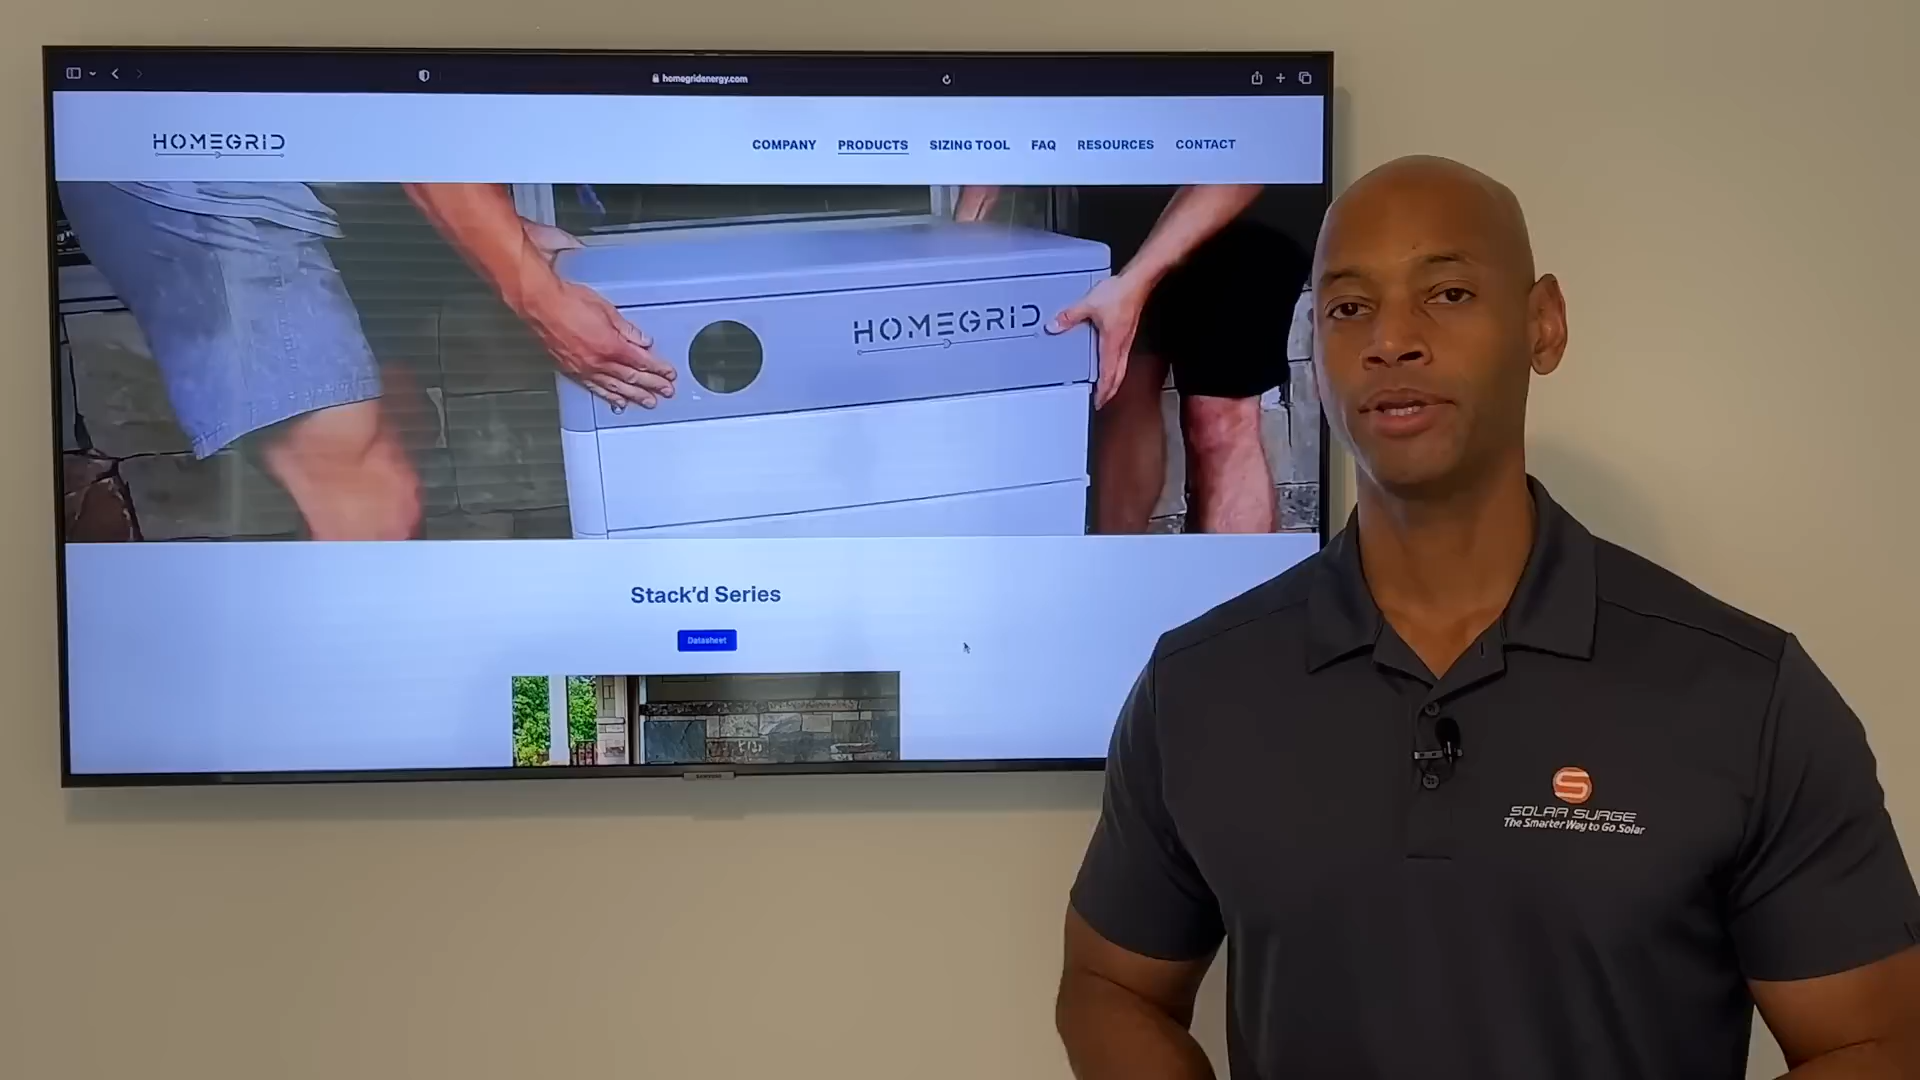 homegridenergy.com
HOMEGRID
COMPANY PRODUCTS SIZING TOOL FAQ RESOURCES CONTACT
HOMEGRID
Stack'd Series
Datasheet
SAMSUNG
SOLAR SURGE
The Smarter Way to Go Solar